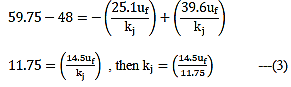 59.75 − 48 = −(25.1u_f / k_j) + (39.6u_f / k_j)
11.75 = (14.5u_f / k_j) , then k_j = (14.5u_f / 11.75) ---(3)